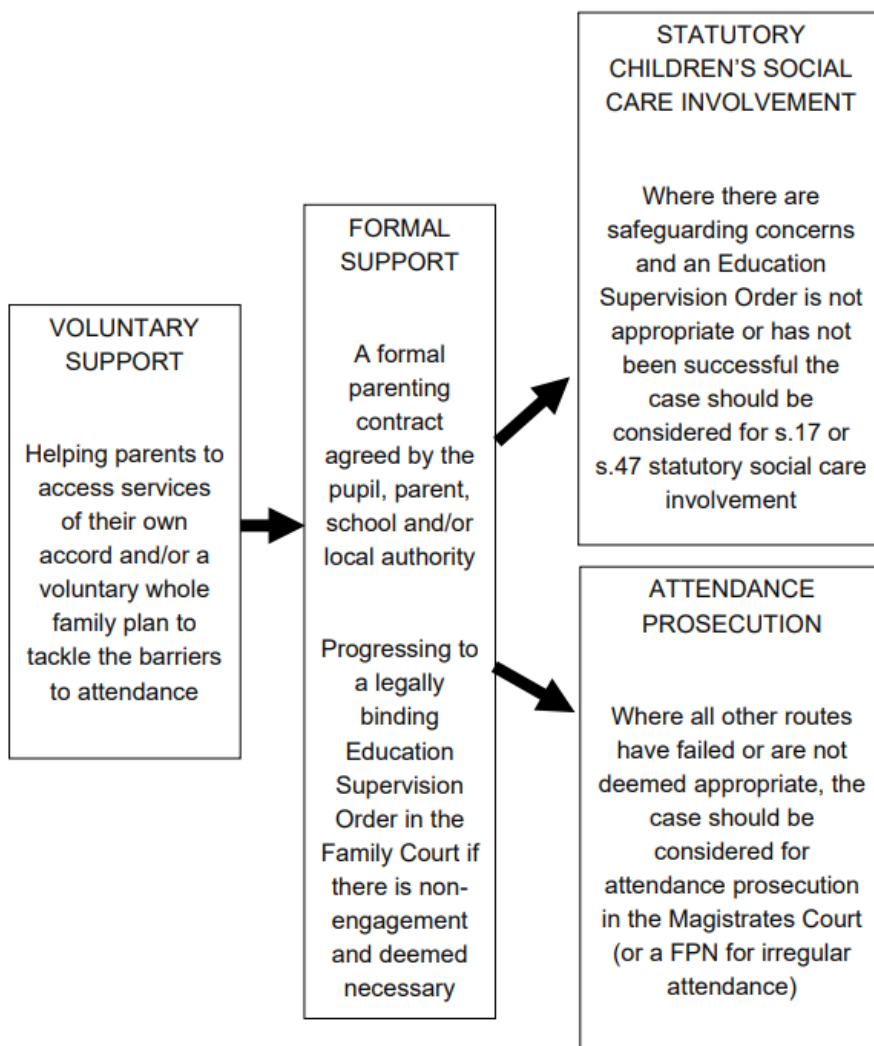 VOLUNTARY
SUPPORT
Helping parents to
access services
of their own
accord and/or a
voluntary whole
family plan to
tackle the barriers
to attendance
FORMAL
SUPPORT
A formal
parenting
contract
agreed by the
pupil, parent,
school and/or
local authority
Progressing to
a legally
binding
Education
Supervision
Order in the
Family Court if
there is non-
engagement
and deemed
necessary
STATUTORY
CHILDREN’S SOCIAL
CARE INVOLVEMENT
Where there are
safeguarding concerns
and an Education
Supervision Order is not
appropriate or has not
been successful the
case should be
considered for s.17 or
s.47 statutory social care
involvement
ATTENDANCE
PROSECUTION
Where all other routes
have failed or are not
deemed appropriate, the
case should be
considered for
attendance prosecution
in the Magistrates Court
(or a FPN for irregular
attendance)